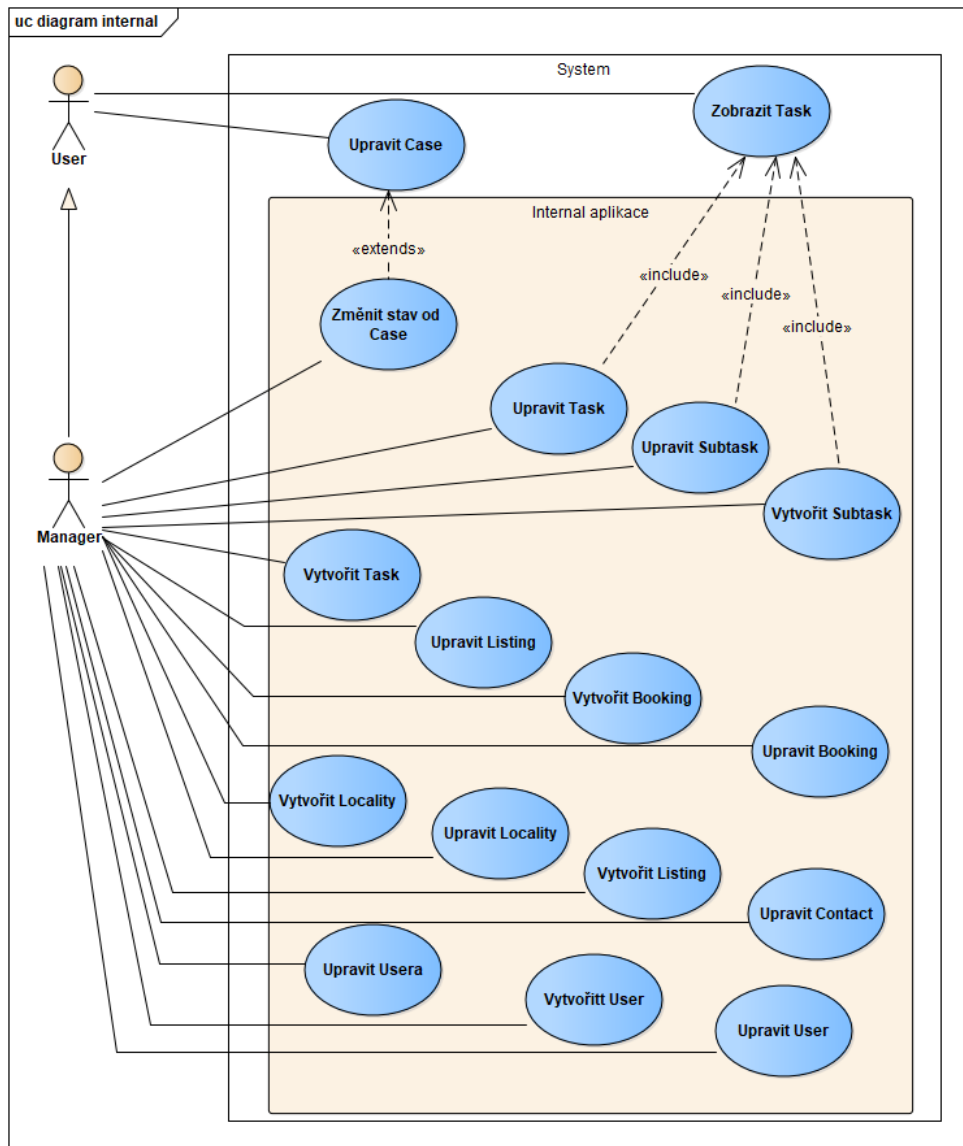 uc diagram internal
System
User
Upravit Case
Zobrazit Task
Internal aplikace
«extends»
«include»
«include»
«include»
Změnit stav od
Case
Upravit Task
Upravit Subtask
Vytvořit Subtask
Manager
Vytvořit Task
Upravit Listing
Vytvořit Booking
Upravit Booking
Vytvořit Locality
Upravit Locality
Vytvořit Listing
Upravit Contact
Upravit Usera
Vytvořitt User
Upravit User